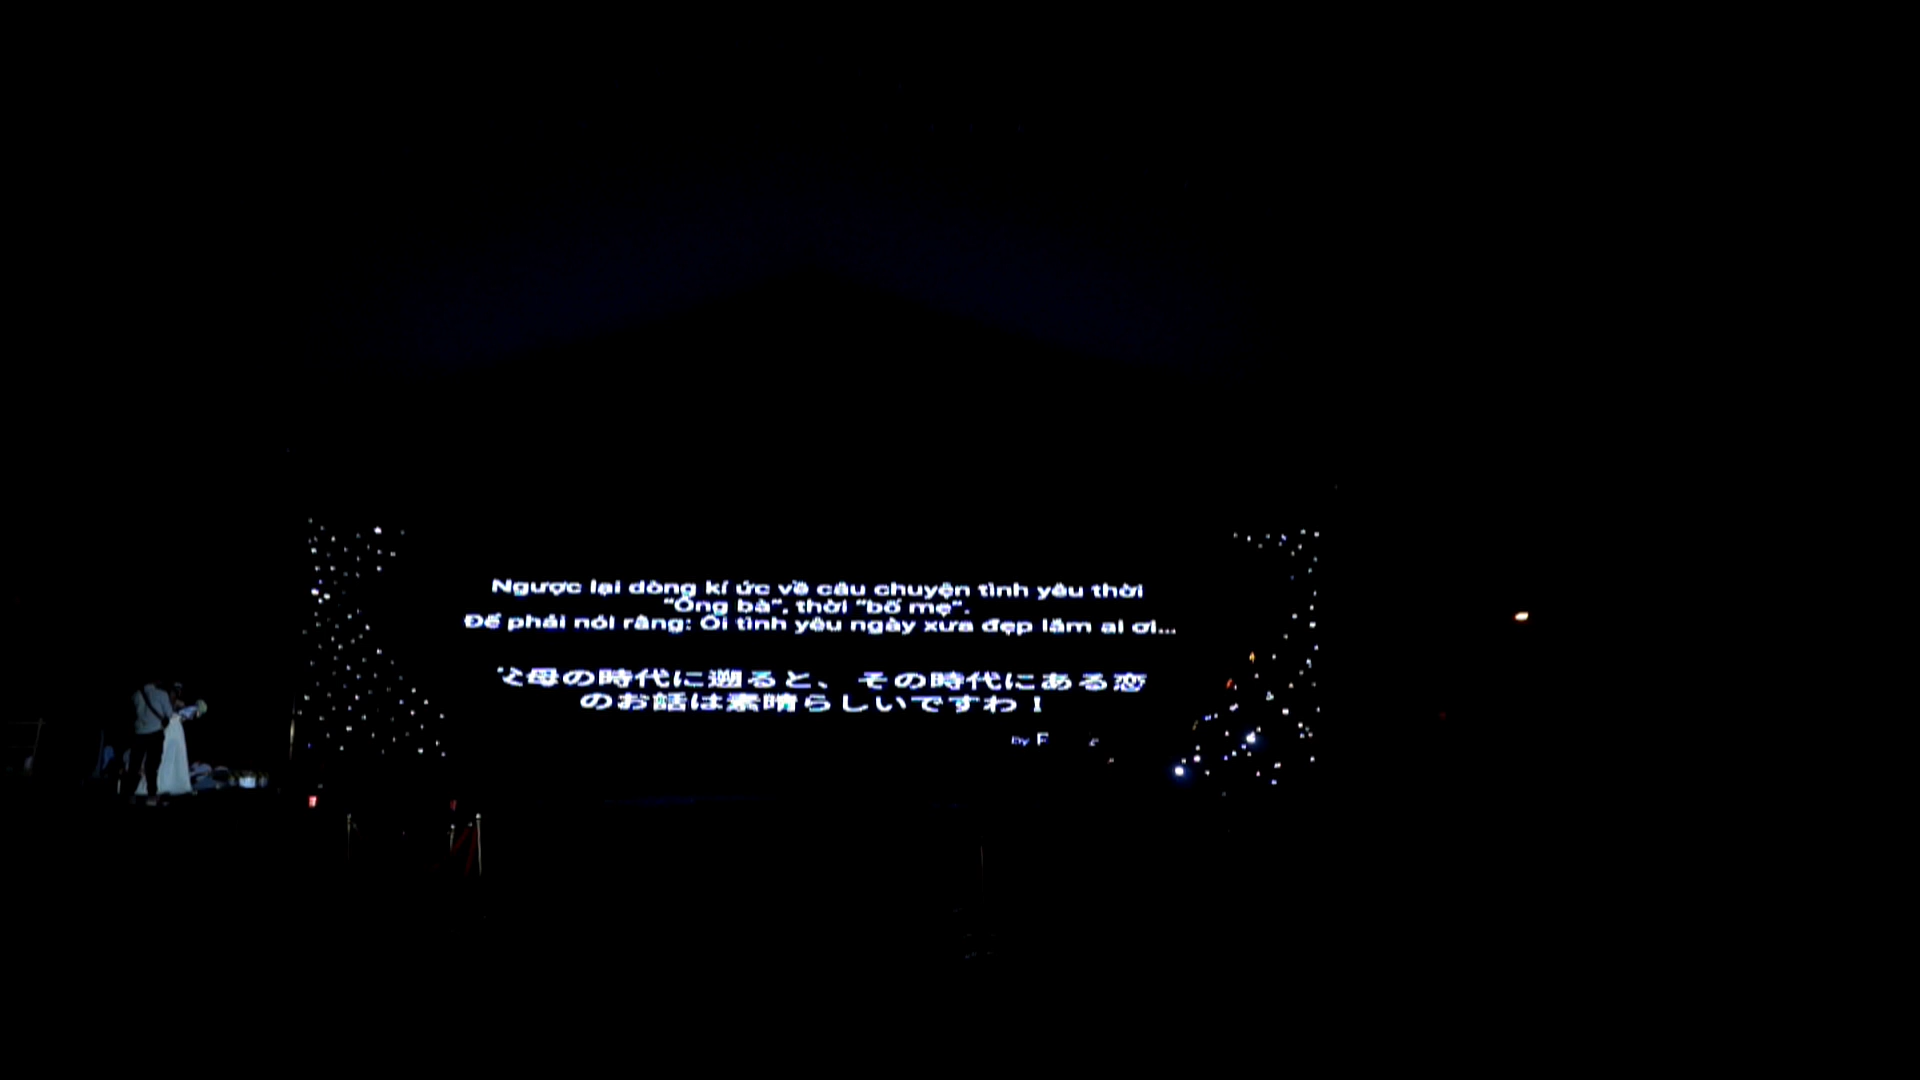 Ngược lại dòng kí ức về câu chuyện tình yêu thời
"Ông bà", thời "bố mẹ".
Để phải nói rằng: Ôi tình yêu ngày xưa đẹp lắm ai ơi...
父母の時代に遡ると、その時代にある恋
のお話は素晴らしいですわ！
by